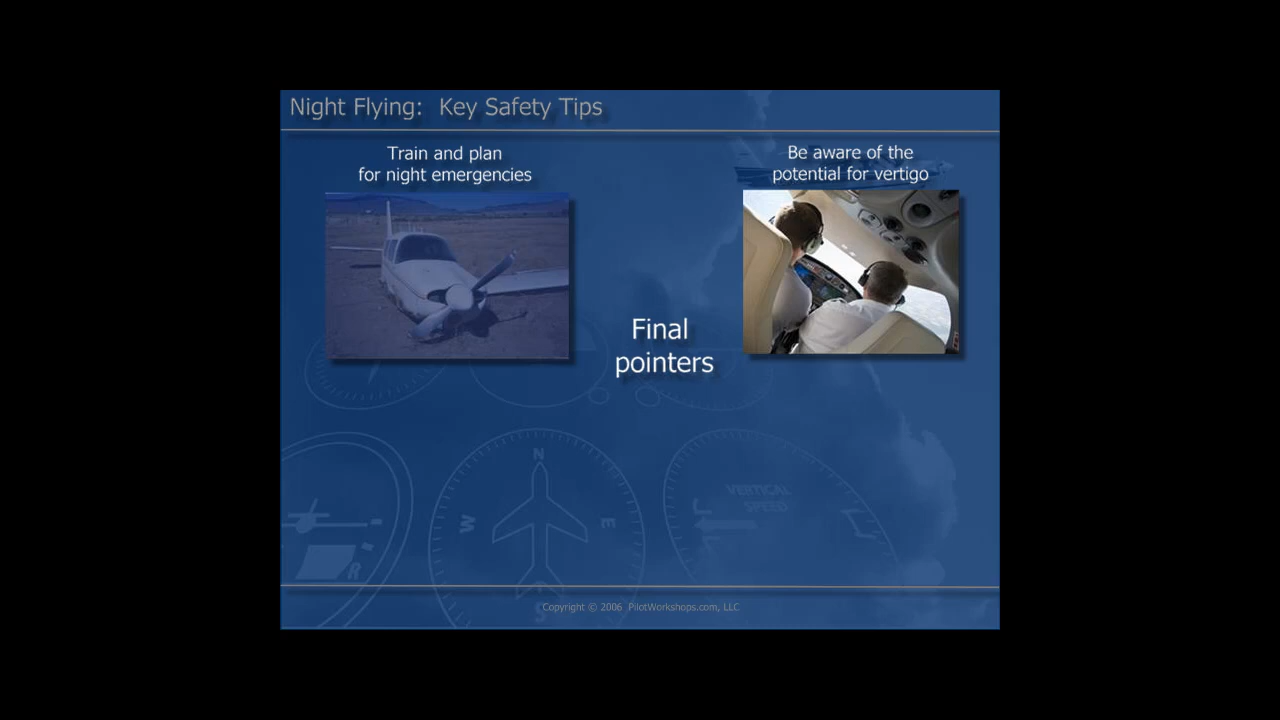 Night Flying: Key Safety Tips
Train and plan
for night emergencies
Be aware of the
potential for vertigo
Final
pointers
N
W
E
VERTICAL
SPEED
R
S
Copyright © 2006 PilotWorkshops.com, LLC